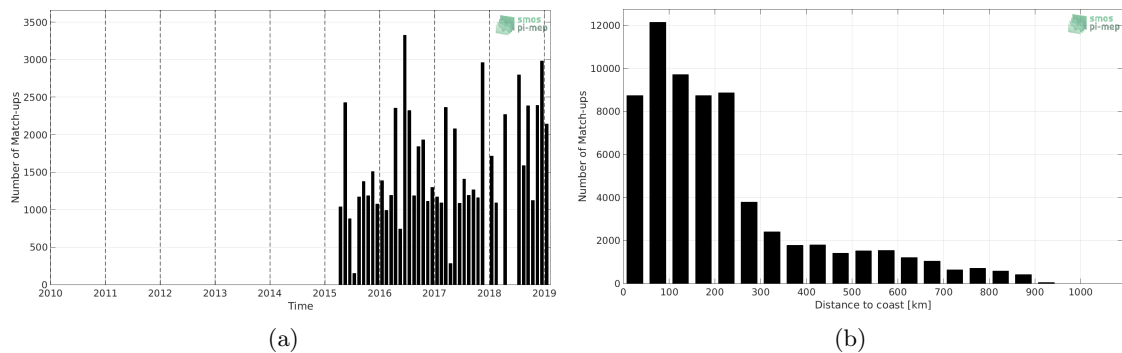 3500
3000
2500
2000
1500
1000
500
0
Number of Match-ups
2010 2011 2012 2013 2014 2015 2016 2017 2018 2019
Time
smos
pi-mep
(a)
12000
10000
8000
6000
4000
2000
0
Number of Match-ups
0 100 200 300 400 500 600 700 800 900 1000
Distance to coast [km]
smos
pi-mep
(b)